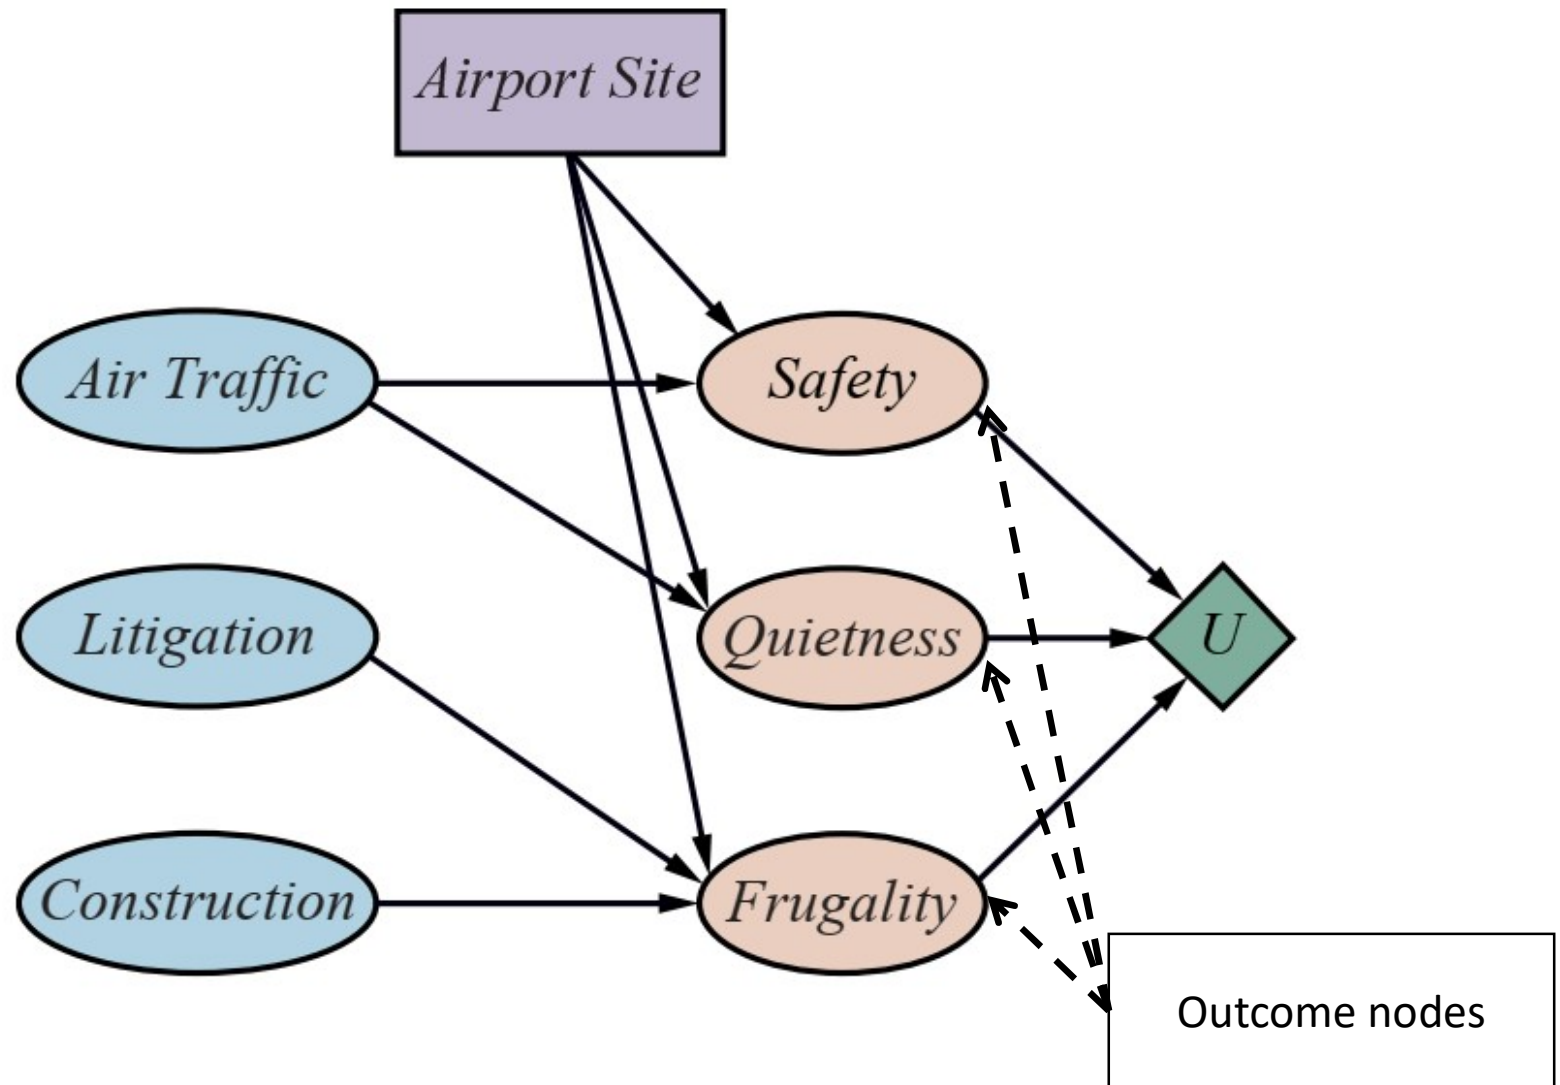 Airport Site
Air Traffic
Safety
Litigation
Quietness
U
Construction
Frugality
Outcome nodes